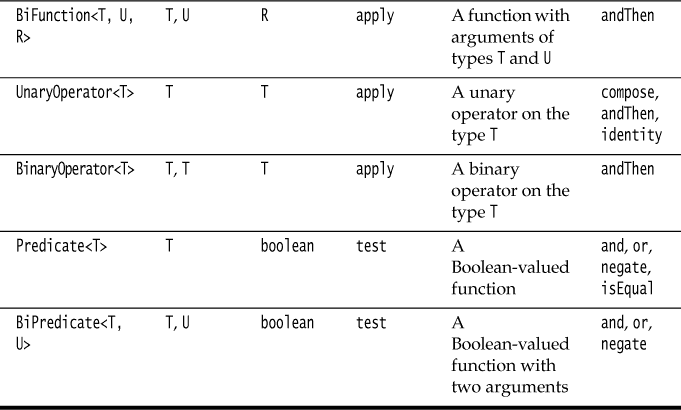 BiFunction<T, U, T, U R apply A function with andThen
R> arguments of
types T and U
UnaryOperator<T> T T apply A unary compose,
operator on the andThen,
type T identity
BinaryOperator<T> T, T T apply A binary andThen
operator on the
type T
Predicate<T> T boolean test A and, or,
Boolean-valued negate,
function isEqual
BiPredicate<T, T, U boolean test A and, or,
U> Boolean-valued negate
function with
two arguments